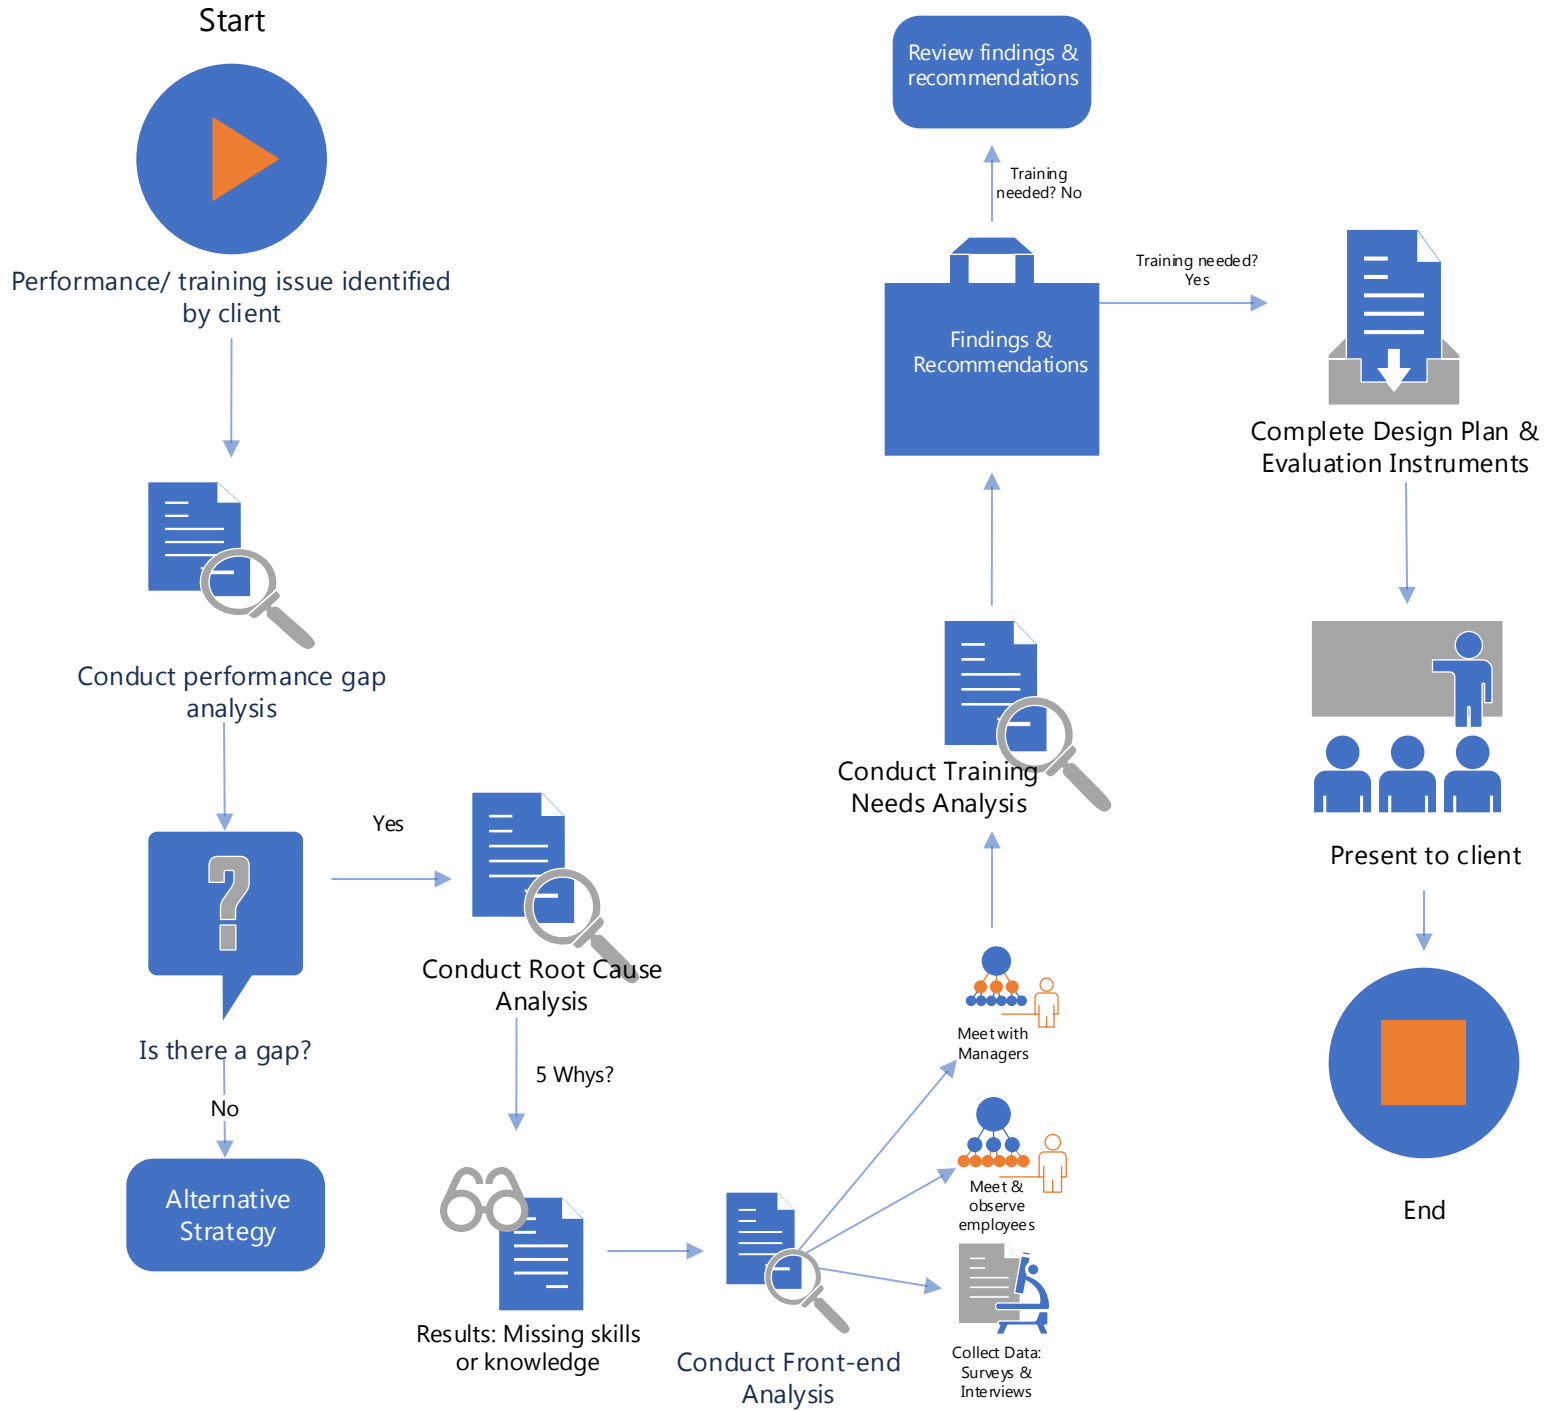 Start
Performance/ training issue identified
by client
Conduct performance gap
analysis
Is there a gap?
No
Alternative
Strategy
Yes
Conduct Root Cause
Analysis
5 Whys?
Results: Missing skills
or knowledge
Conduct Front-end
Analysis
Meet with
Managers
Meet &
observe
employees
Collect Data:
Surveys &
Interviews
Conduct Training
Needs Analysis
Findings &
Recommendations
Training
needed? No
Review findings &
recommendations
Training needed?
Yes
Complete Design Plan &
Evaluation Instruments
Present to client
End